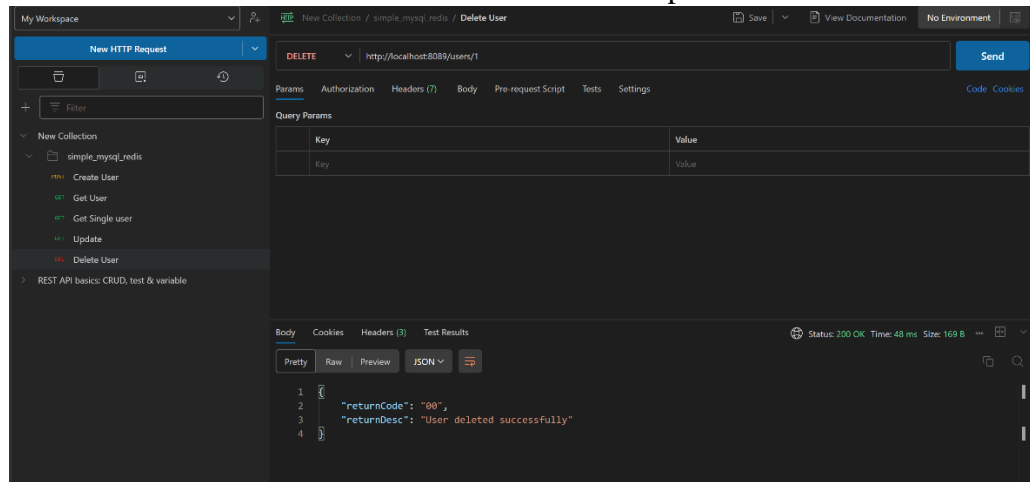 My Workspace
New Collection / simple_mysql_redis / Delete User
Save
View Documentation
No Environment
New HTTP Request
DELETE
http://localhost:8089/users/1
Send
Params Authorization Headers (7) Body Pre-request Script Tests Settings
Code Cookies
Filter
Query Params
Key Value
Key Value
New Collection
simple_mysql_redis
POST Create User
GET Get User
GET Get Single user
Update
DEL Delete User
REST API basics: CRUD, test & variable
Body Cookies Headers (3) Test Results
Status: 200 OK Time: 48 ms Size: 169 B
Pretty Raw Preview JSON
1 {
2 "returnCode": "00",
3 "returnDesc": "User deleted successfully"
4 }